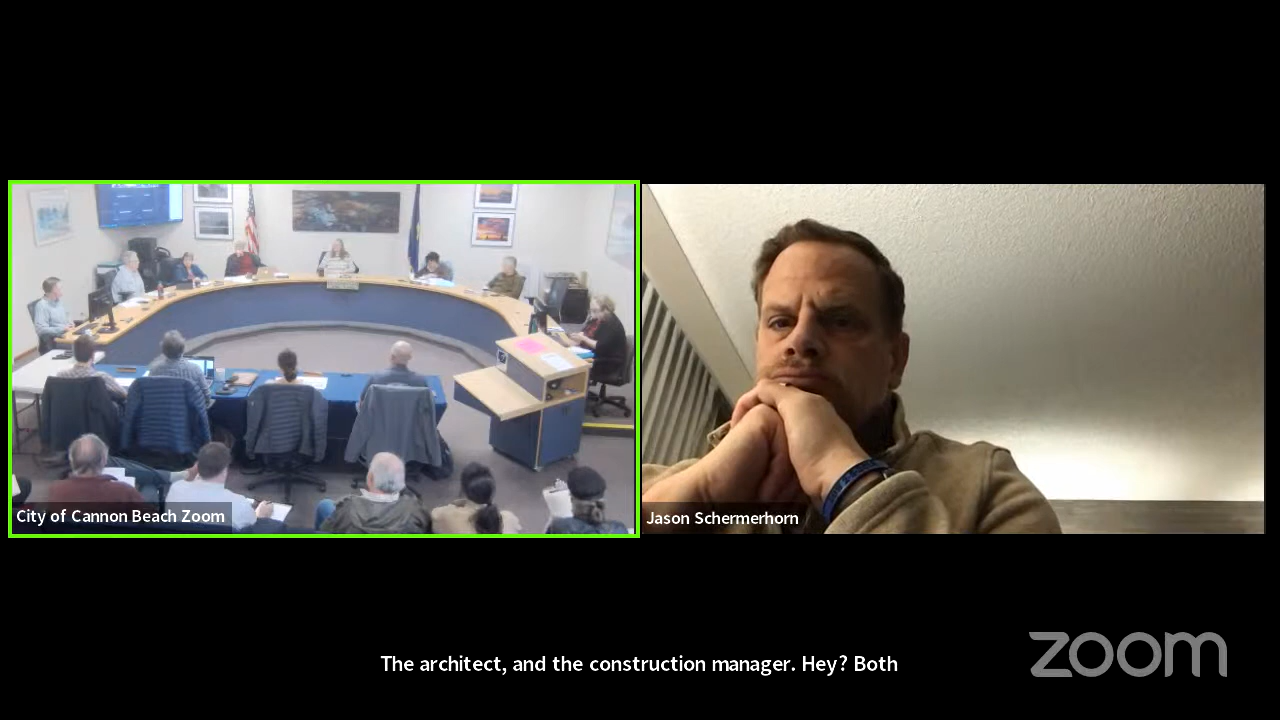 City of Cannon Beach Zoom
Jason Schermerhorn
The architect, and the construction manager. Hey? Both
zoom